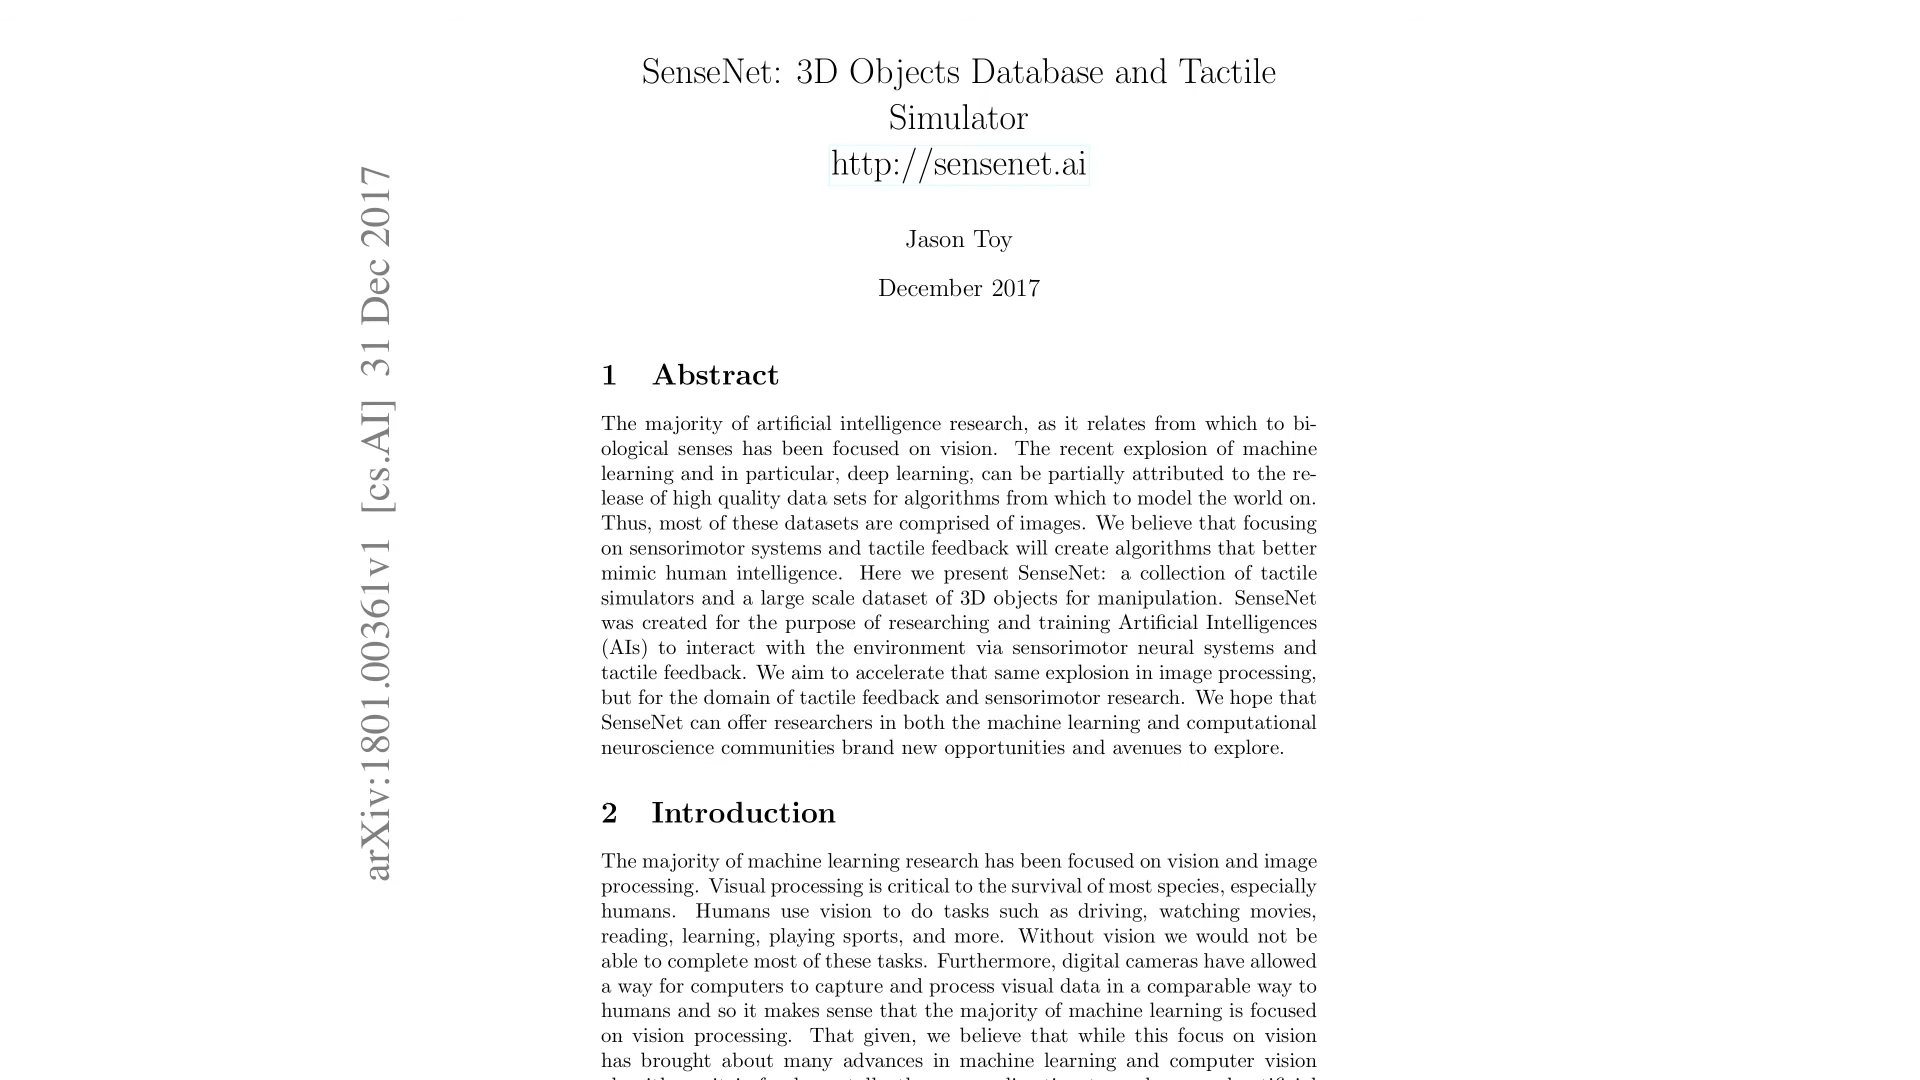 SenseNet: 3D Objects Database and Tactile
Simulator
http://sensenet.ai
Jason Toy
December 2017
arXiv:1801.00361v1 [cs.AI] 31 Dec 2017
1 Abstract
The majority of artificial intelligence research, as it relates from which to bi-
ological senses has been focused on vision. The recent explosion of machine
learning and in particular, deep learning, can be partially attributed to the re-
lease of high quality data sets for algorithms from which to model the world on.
Thus, most of these datasets are comprised of images. We believe that focusing
on sensorimotor systems and tactile feedback will create algorithms that better
mimic human intelligence. Here we present SenseNet: a collection of tactile
simulators and a large scale dataset of 3D objects for manipulation. SenseNet
was created for the purpose of researching and training Artificial Intelligences
(AIs) to interact with the environment via sensorimotor neural systems and
tactile feedback. We aim to accelerate that same explosion in image processing,
but for the domain of tactile feedback and sensorimotor research. We hope that
SenseNet can offer researchers in both the machine learning and computational
neuroscience communities brand new opportunities and avenues to explore.
2 Introduction
The majority of machine learning research has been focused on vision and image
processing. Visual processing is critical to the survival of most species, especially
humans. Humans use vision to do tasks such as driving, watching movies,
reading, learning, playing sports, and more. Without vision we would not be
able to complete most of these tasks. Furthermore, digital cameras have allowed
a way for computers to capture and process visual data in a comparable way to
humans and so it makes sense that the majority of machine learning is focused
on vision processing. That given, we believe that while this focus on vision
has brought about many advances in machine learning and computer vision